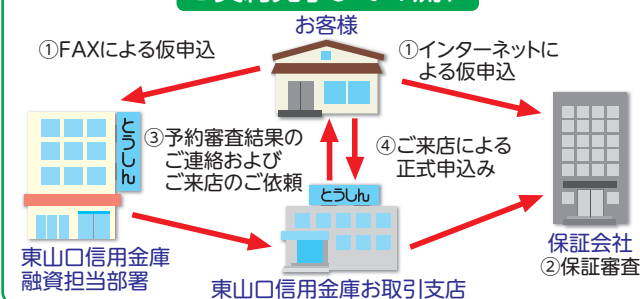 お客様
①FAXによる仮申込
①インターネットに
よる仮申込
とうしん
③予約審査結果の
ご連絡および
ご来店のご依頼
④ご来店による
正式申込み
とうしん
東山口信用金庫
融資担当部署
東山口信用金庫お取引支店
保証会社
②保証審査